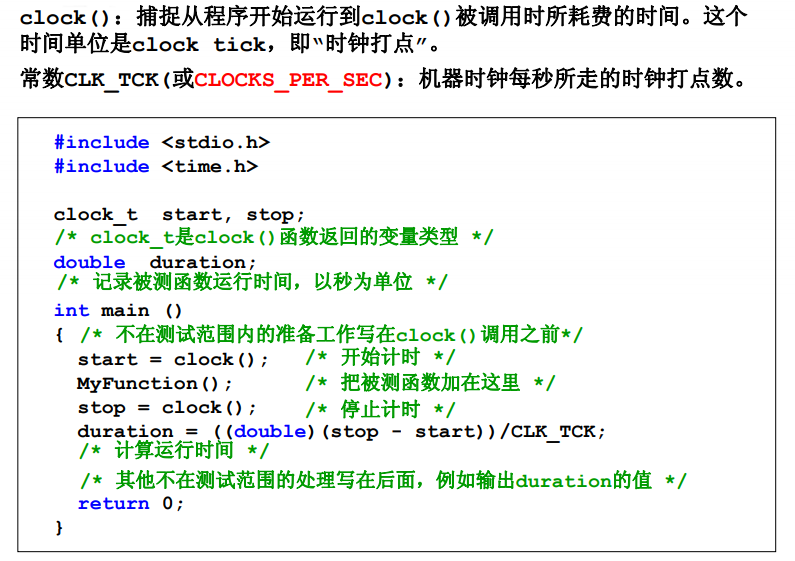 clock()：捕捉从程序开始运行到clock()被调用时所耗费的时间。这个
时间单位是clock tick，即“时钟打点”。
常数CLK_TCK(或CLOCKS_PER_SEC)：机器时钟每秒所走的时钟打点数。
#include <stdio.h>
#include <time.h>
clock_t  start, stop;
/* clock_t是clock()函数返回的变量类型 */
double  duration;
/* 记录被测函数运行时间，以秒为单位 */
int main ()
{ /* 不在测试范围内的准备工作写在clock()调用之前*/
start = clock();   /* 开始计时 */
MyFunction();      /* 把被测函数加在这里 */
stop = clock();    /* 停止计时 */
duration = ((double)(stop - start))/CLK_TCK;
/* 计算运行时间 */
/* 其他不在测试范围的处理写在后面，例如输出duration的值 */
return 0;
}